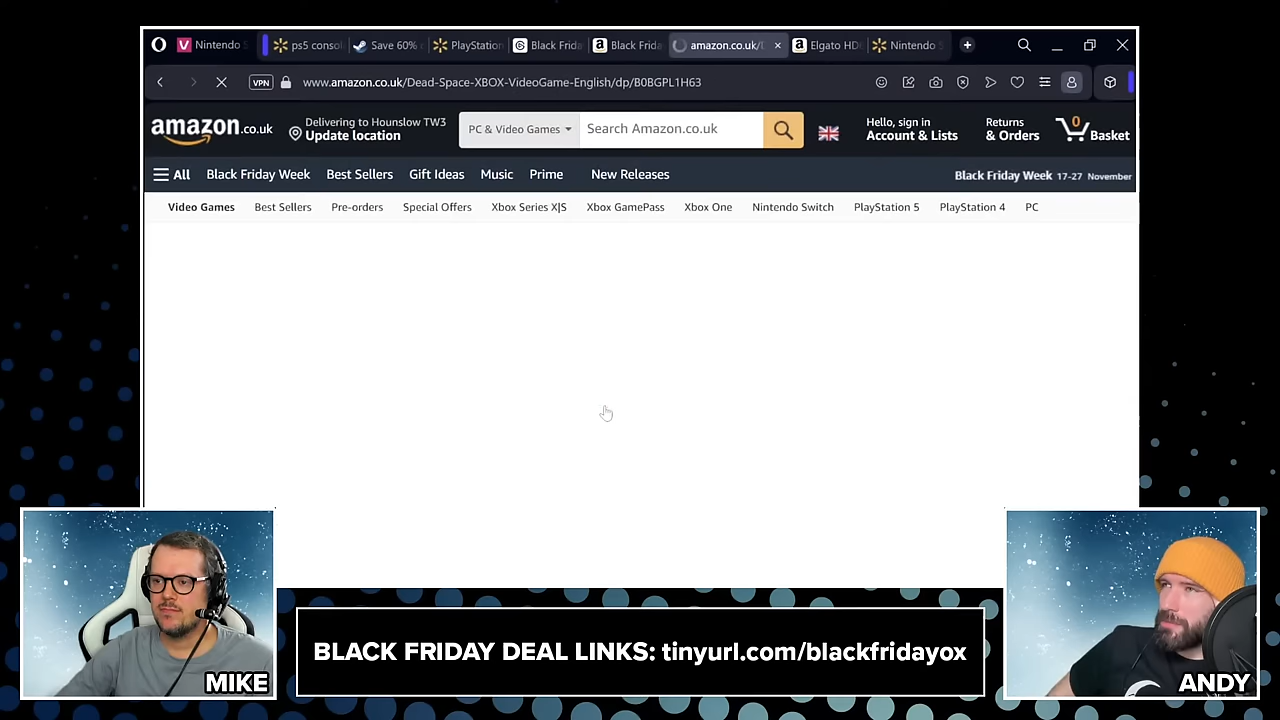 Nintendo S
ps5 conso
Save 60%
PlayStation
Black Frida
Black Frida
amazon.co.uk/D
Elgato HD
Nintendo S
VPN
www.amazon.co.uk/Dead-Space-XBOX-VideoGame-English/dp/B0BGPL1H63
amazon.co.uk
Delivering to Hounslow TW3
Update location
PC & Video Games
Search Amazon.co.uk
Hello, sign in
Account & Lists
Returns
& Orders
0
Basket
All
Black Friday Week
Best Sellers
Gift Ideas
Music
Prime
New Releases
Black Friday Week 17-27 November
Video Games
Best Sellers
Pre-orders
Special Offers
Xbox Series X|S
Xbox GamePass
Xbox One
Nintendo Switch
PlayStation 5
PlayStation 4
PC
MIKE
BLACK FRIDAY DEAL LINKS: tinyurl.com/blackfridayox
ANDY